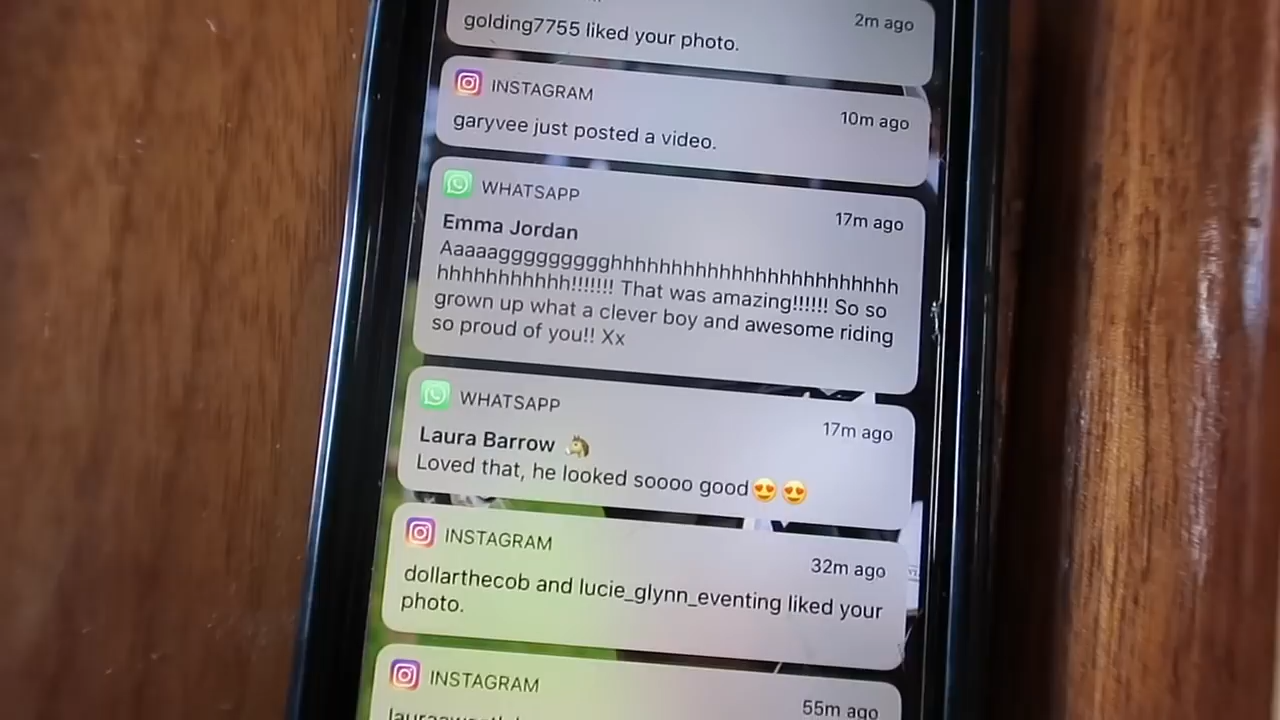 2m ago
golding7755 liked your photo.
INSTAGRAM
10m ago
garyvee just posted a video.
WHATSAPP
17m ago
Emma Jordan
Aaaaaggggggggghhhhhhhhhhhhhhhhhhhhhhhh
hhhhhhhhhhh!!!!!!! That was amazing!!!!!! So so
grown up what a clever boy and awesome riding
so proud of you!! Xx
WHATSAPP
17m ago
Laura Barrow 🐴
Loved that, he looked soooo good😍😍
INSTAGRAM
32m ago
dollarthecob and lucie_glynn_eventing liked your
photo.
INSTAGRAM
55m ago